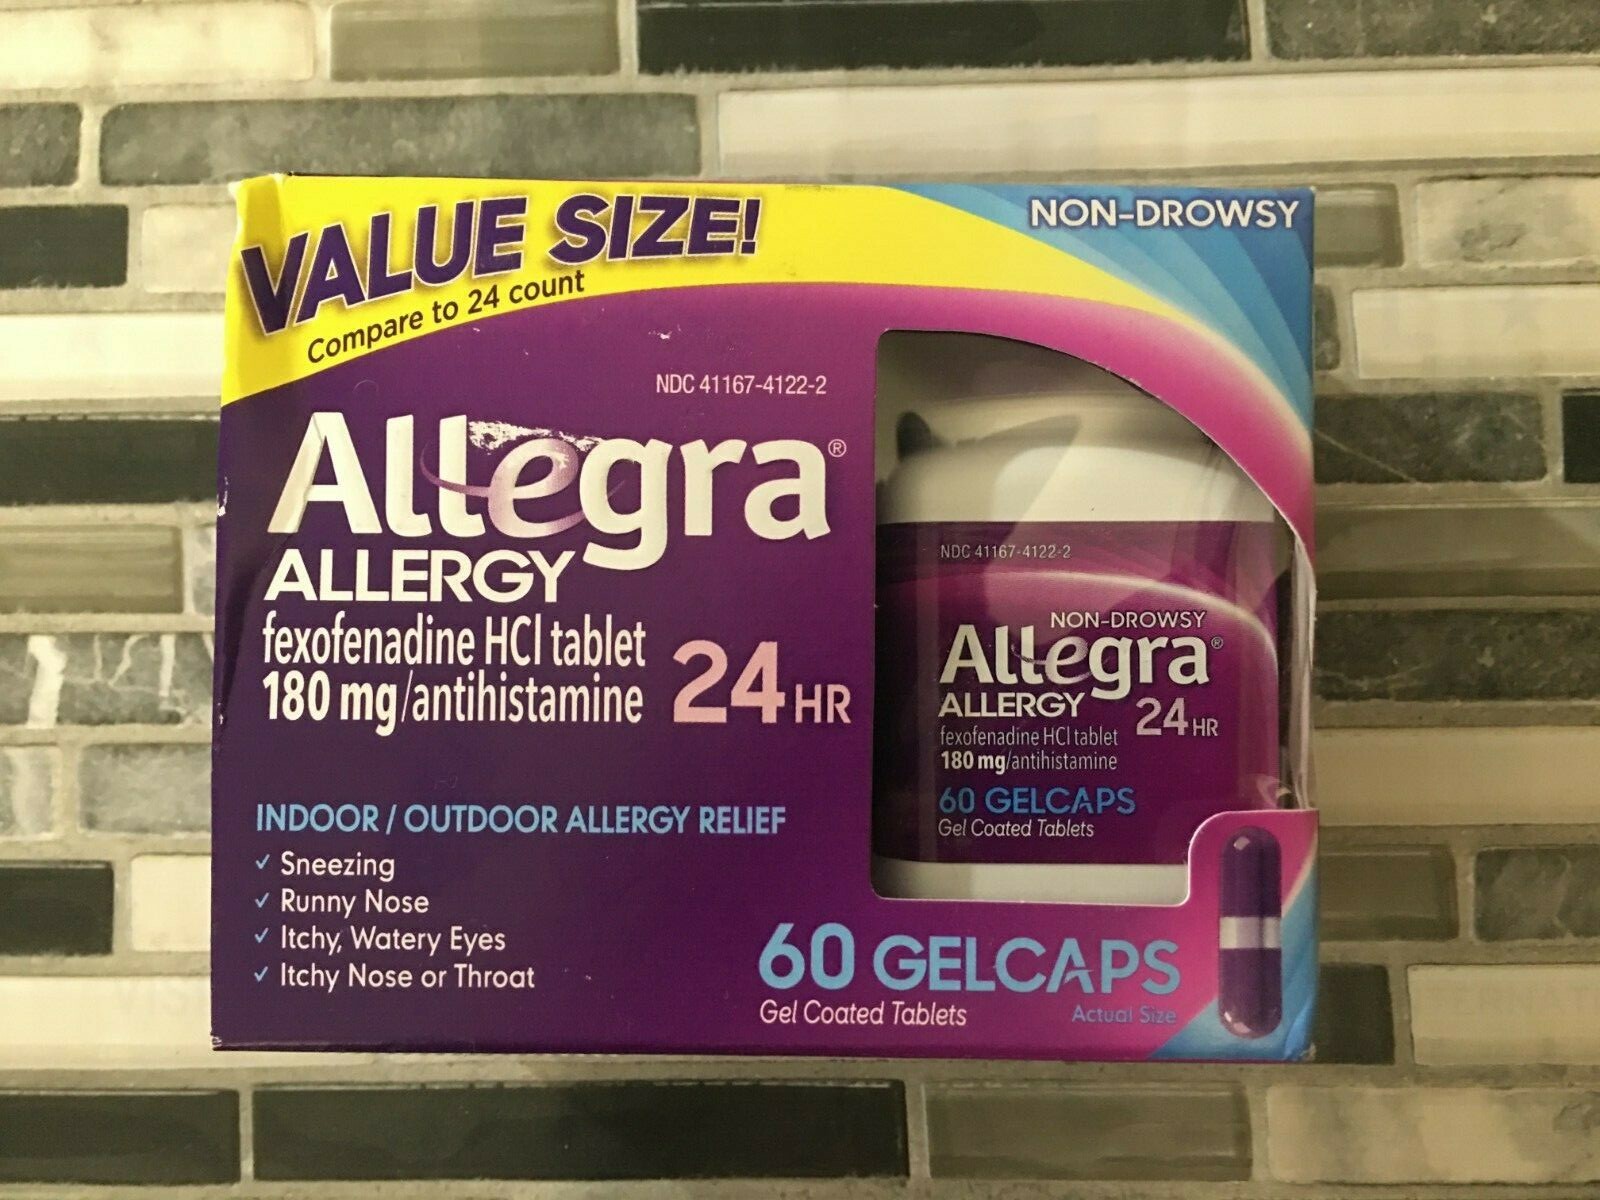 VALUE SIZE!
Compare to 24 count
NON-DROWSY
NDC 41167-4122-2
Allegra®
ALLERGY
fexofenadine HCl tablet
180 mg/antihistamine
24 HR
INDOOR / OUTDOOR ALLERGY RELIEF
✓ Sneezing
✓ Runny Nose
✓ Itchy, Watery Eyes
✓ Itchy Nose or Throat
NDC 41167-4122-2
NON-DROWSY
Allegra®
ALLERGY
24 HR
fexofenadine HCl tablet
180 mg/antihistamine
60 GELCAPS
Gel Coated Tablets
60 GELCAPS
Gel Coated Tablets
Actual Size